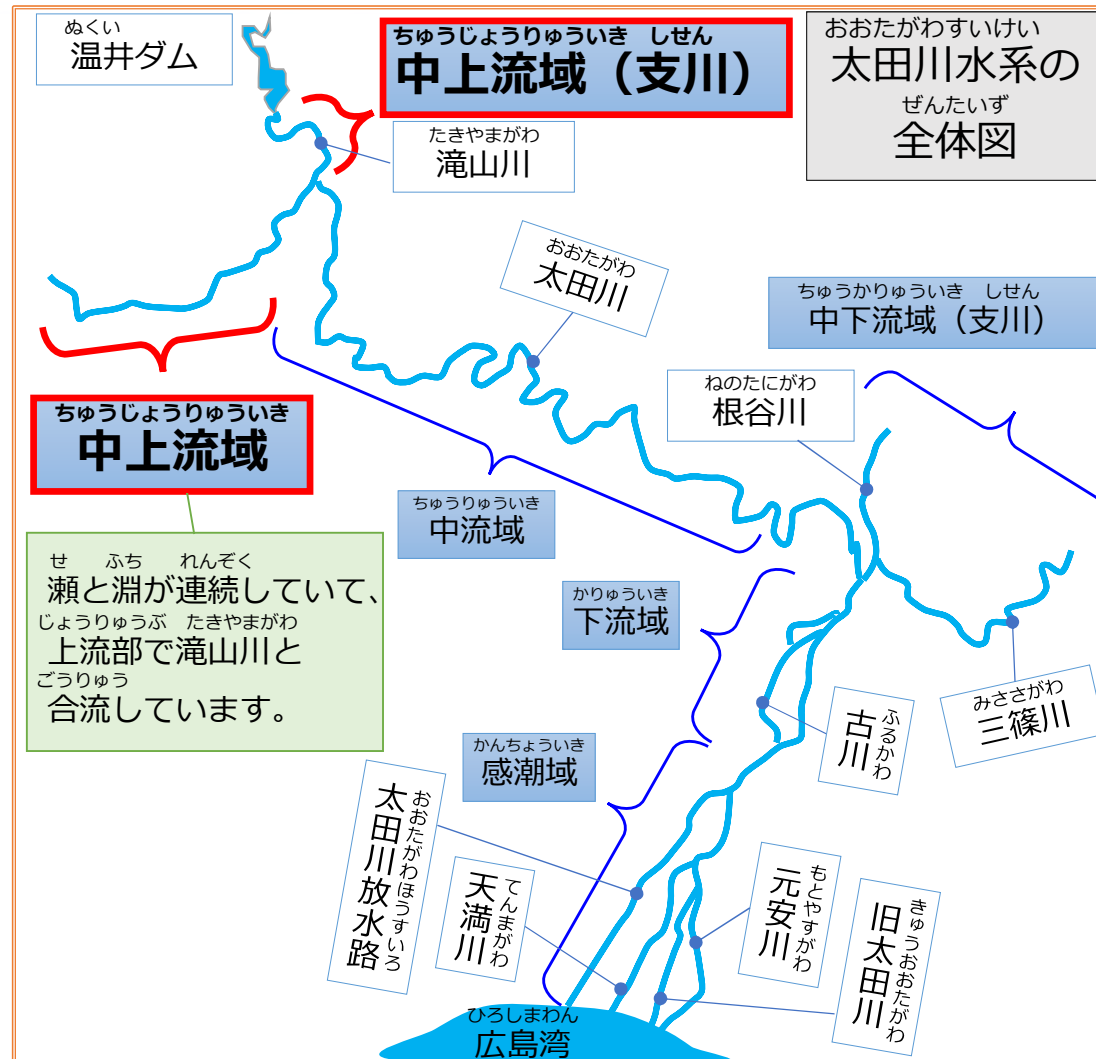 ぬくい
温井ダム
ちゅうじょうりゅういき しせん
中上流域（支川）
おおたがわすいけい
太田川水系の
ぜんたいず
全体図
たきやまがわ
滝山川
おおたがわ
太田川
ちゅうかりゅういき しせん
中下流域（支川）
ねのたにがわ
根谷川
ちゅうじょうりゅういき
中上流域
ちゅうりゅういき
中流域
せ ふち れんぞく
瀬と淵が連続していて、
じょうりゅうぶ たきやまがわ
上流部で滝山川と
ごうりゅう
合流しています。
かりゅういき
下流域
みささがわ
三篠川
ふるかわ
古川
かんちょういき
感潮域
おおたがわほうすいろ
太田川放水路
てんまがわ
天満川
もとやすがわ
元安川
きゅうおおたがわ
旧太田川
ひろしまわん
広島湾